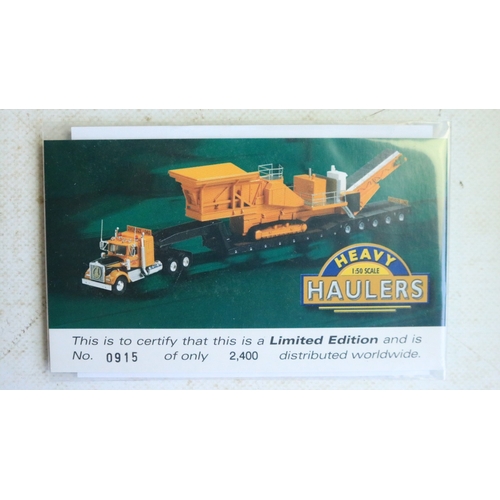 HEAVY
1:50 SCALE
HAULERS
This is to certify that this is a Limited Edition and is
No. 0915 of only 2,400 distributed worldwide.